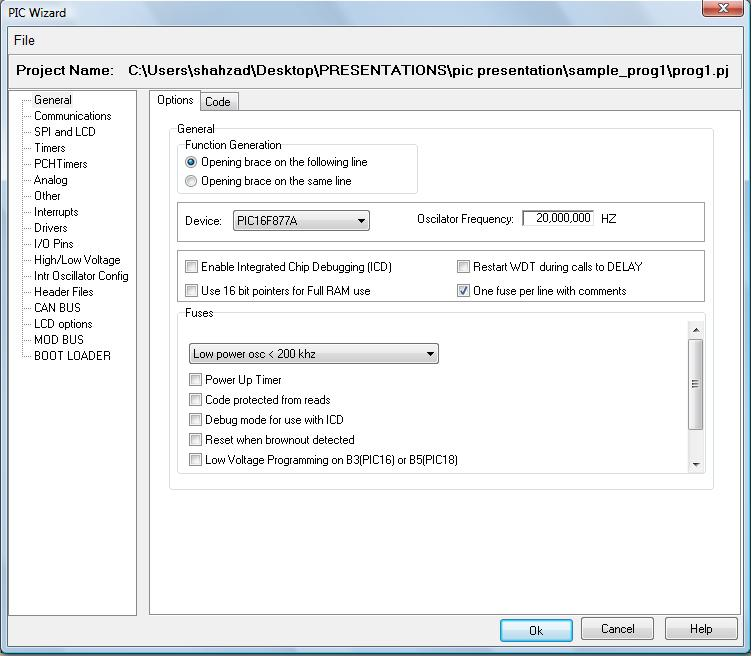 PIC Wizard
File
Project Name: C:\Users\shahzad\Desktop\PRESENTATIONS\pic presentation\sample_prog1\prog1.pj
General
Communications
SPI and LCD
Timers
PCHTimers
Analog
Other
Interrupts
Drivers
I/O Pins
High/Low Voltage
Intr Oscillator Config
Header Files
CAN BUS
LCD options
MOD BUS
BOOT LOADER
Options Code
General
Function Generation
Opening brace on the following line
Opening brace on the same line
Device: PIC16F877A Oscilator Frequency: 20,000,000 HZ
Enable Integrated Chip Debugging (ICD) Restart WDT during calls to DELAY
Use 16 bit pointers for Full RAM use One fuse per line with comments
Fuses
Low power osc < 200 khz
Power Up Timer
Code protected from reads
Debug mode for use with ICD
Reset when brownout detected
Low Voltage Programming on B3(PIC16) or B5(PIC18)
Ok Cancel Help